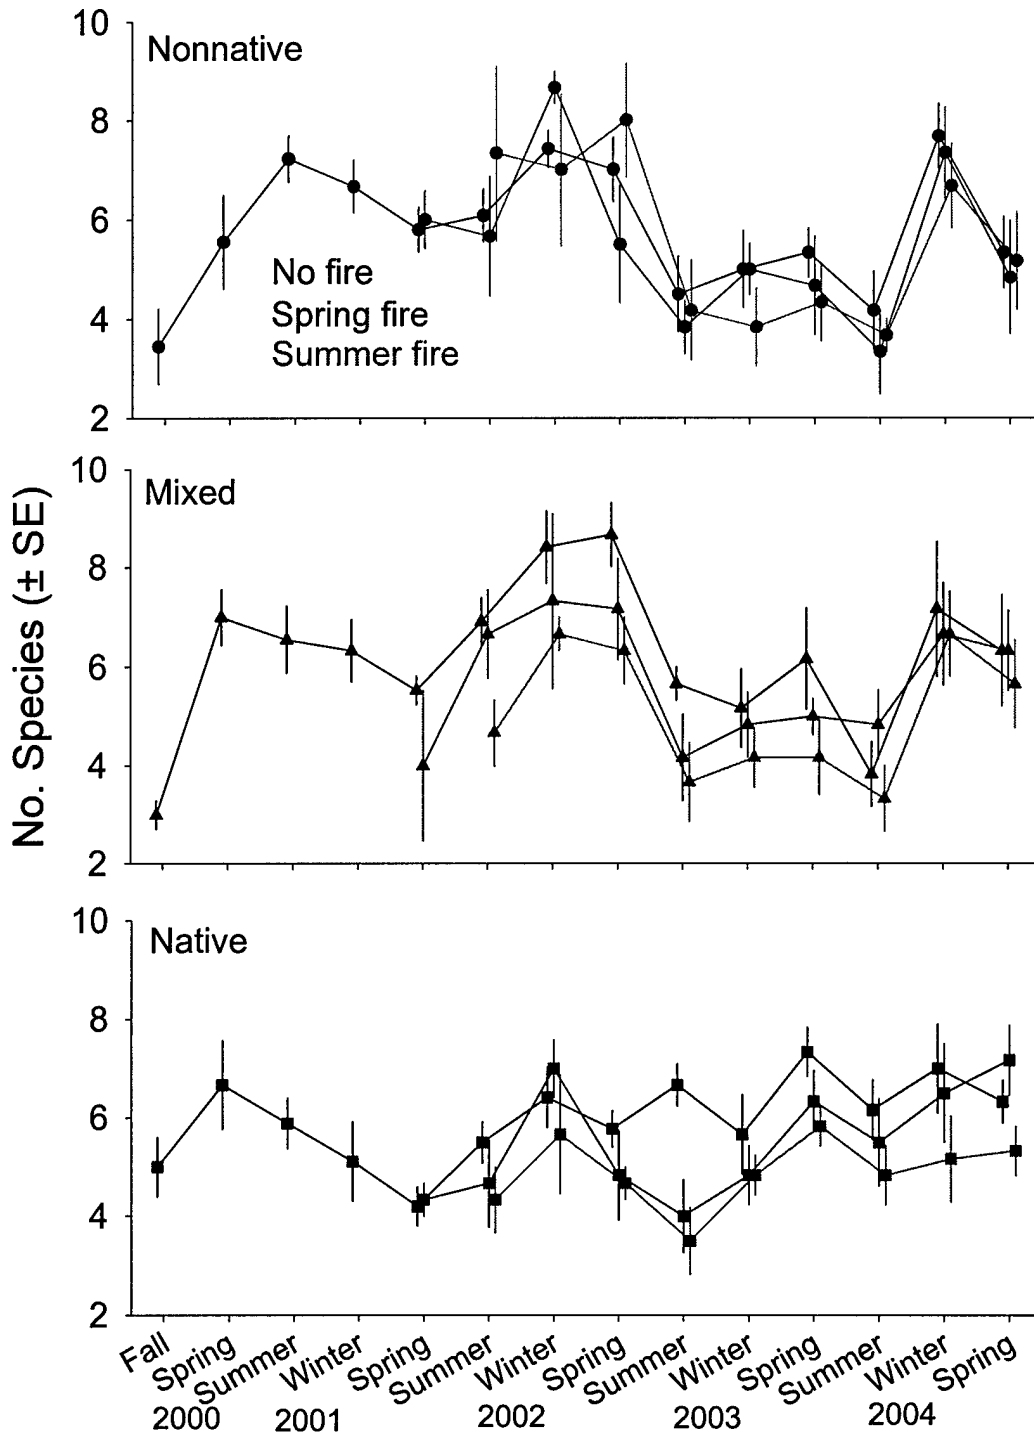 10
Nonnative
8
6
No fire
Spring fire
4
Summer fire
2
10
Mixed
8
6
4
2
No. Species (± SE)
10
Native
8
6
4
2
Fall Spring Summer Winter Spring Summer Winter Spring Summer Winter Spring Summer Winter Spring
2000 2001 2002 2003 2004